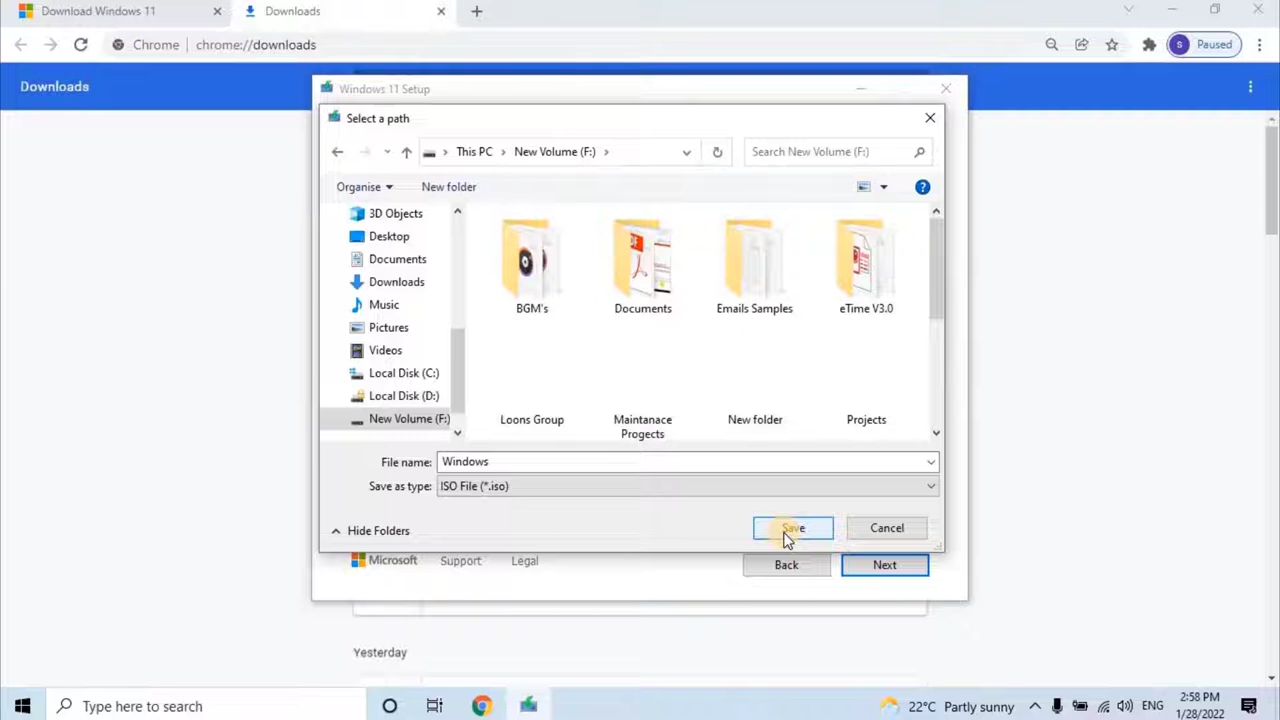 Download Windows 11
Downloads
Chrome
chrome://downloads
S
Paused
Downloads
Windows 11 Setup
Select a path
This PC
New Volume (F:)
Search New Volume (F:)
Organise
New folder
3D Objects
Desktop
Documents
Downloads
Music
Pictures
Videos
Local Disk (C:)
Local Disk (D:)
New Volume (F:)
BGM's
Documents
Emails Samples
eTime V3.0
Loons Group
Maintanace
Progects
New folder
Projects
File name:
Windows
Save as type:
ISO File (*.iso)
Hide Folders
Save
Cancel
Microsoft
Support
Legal
Back
Next
Yesterday
Type here to search
22°C Partly sunny
ENG
2:58 PM
1/28/2022